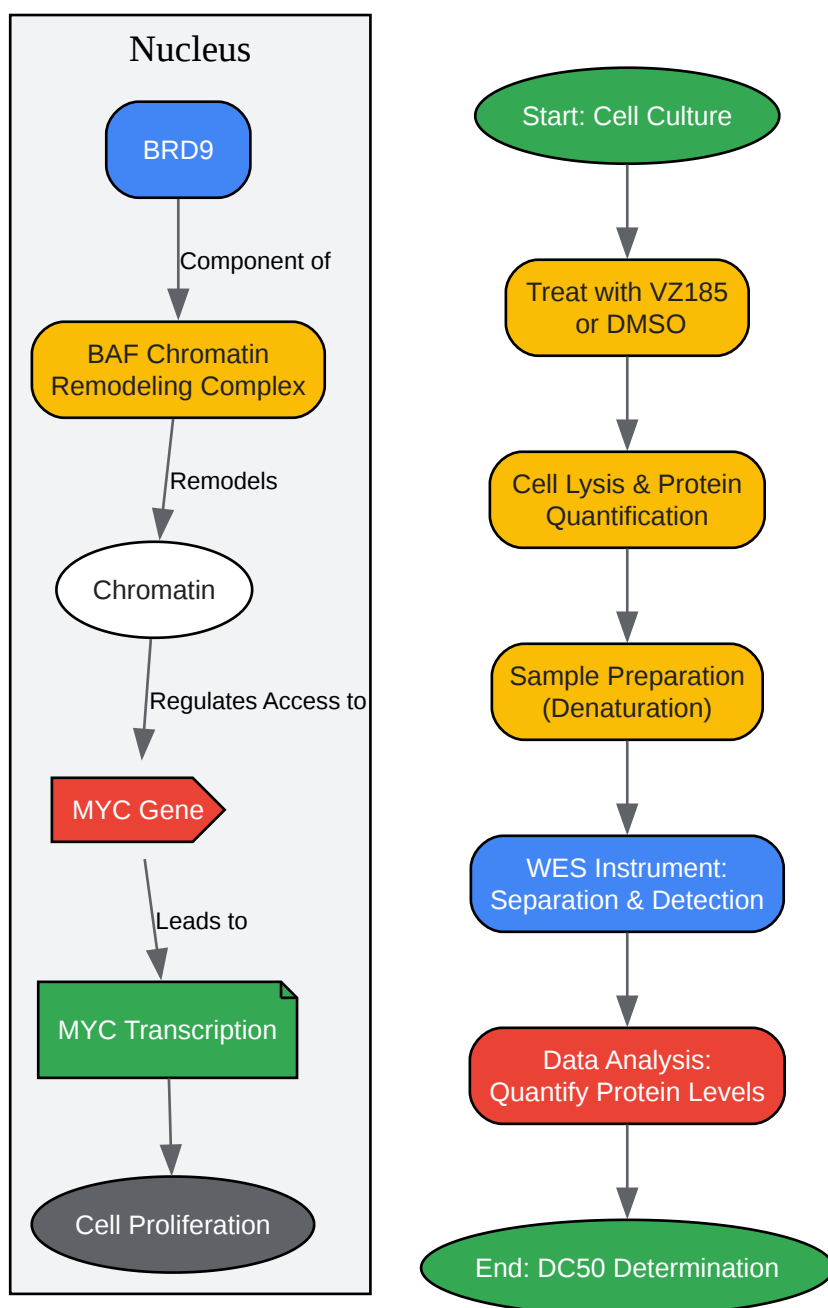 Nucleus
BRD9
Component of
BAF Chromatin
Remodeling Complex
Remodels
Chromatin
Regulates Access to
MYC Gene
Leads to
MYC Transcription
Cell Proliferation
Start: Cell Culture
Treat with VZ185
or DMSO
Cell Lysis & Protein
Quantification
Sample Preparation
(Denaturation)
WES Instrument:
Separation & Detection
Data Analysis:
Quantify Protein Levels
End: DC50 Determination